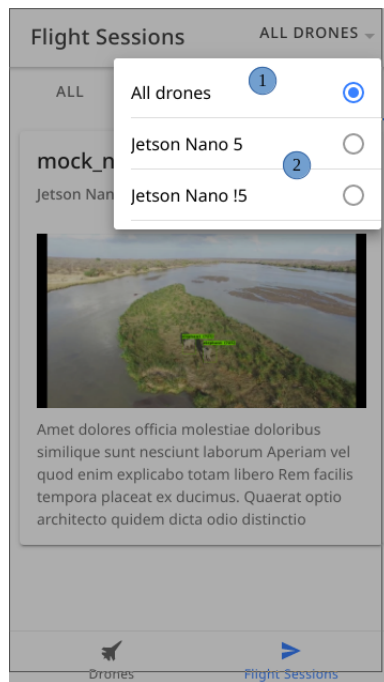 Flight Sessions
ALL DRONES
ALL
All drones
1
Jetson Nano 5
2
Jetson Nano !5
mock_n
Jetson Nan
Amet dolores officia molestiae doloribus
similique sunt nesciunt laborum Aperiam vel
quod enim explicabo totam libero Rem facilis
tempora placeat ex ducimus. Quaerat optio
architecto quidem dicta odio distinctio
Drones
Flight Sessions